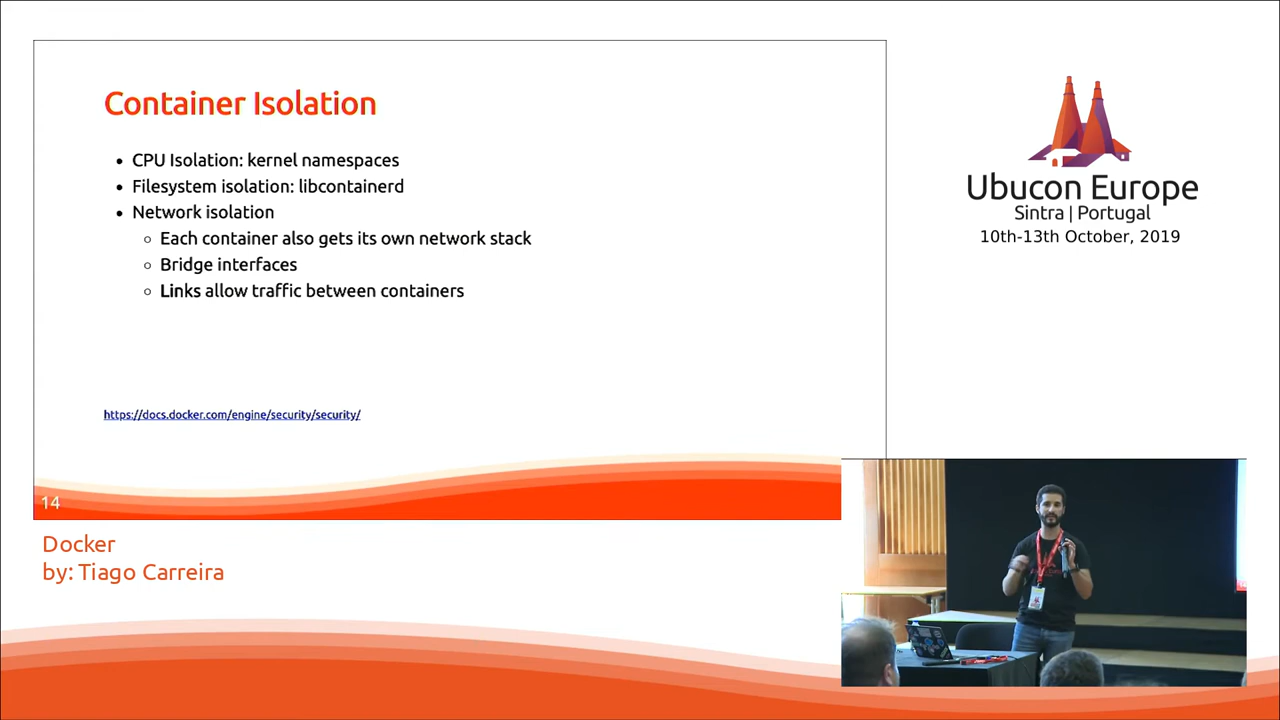 Container Isolation
CPU Isolation: kernel namespaces
Filesystem isolation: libcontainerd
Network isolation
Each container also gets its own network stack
Bridge interfaces
Links allow traffic between containers
https://docs.docker.com/engine/security/security/
14
Docker
by: Tiago Carreira
Ubucon Europe
Sintra | Portugal
10th-13th October, 2019